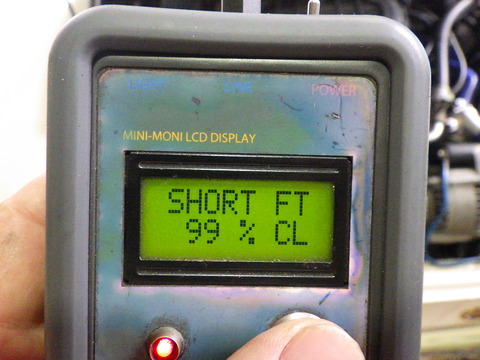 POWER
MINI-MONI LCD DISPLAY
SHORT FT
99 % CL